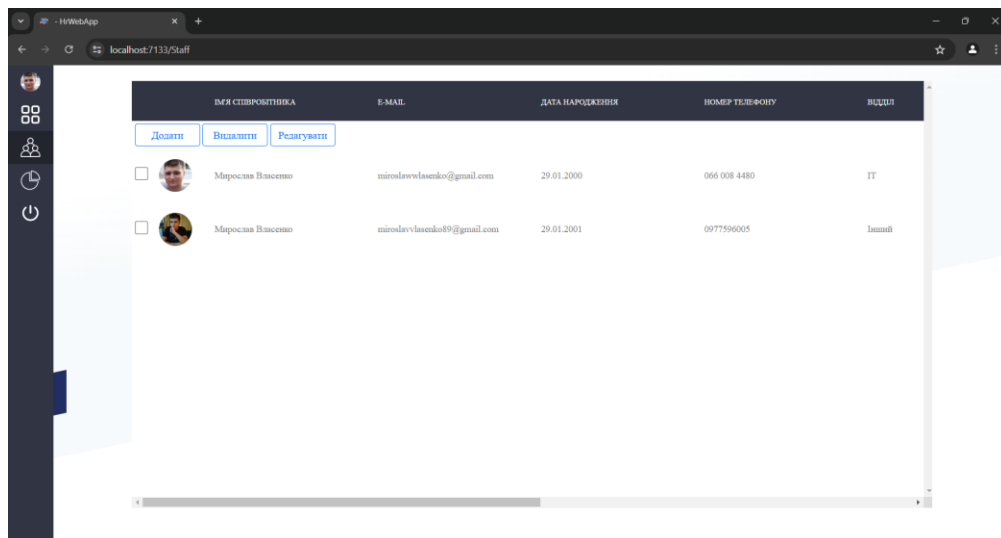 - HrWebApp
localhost:7133/Staff
ІМ'Я СПІВРОБІТНИКА E-MAIL ДАТА НАРОДЖЕННЯ НОМЕР ТЕЛЕФОНУ ВІДДІЛ
Додати Видалити Редагувати
Мирослав Власенко miroslawwlasenko@gmail.com 29.01.2000 066 008 4480 IT
Мирослав Власенко miroslavvlasenko89@gmail.com 29.01.2001 0977596005 Інший